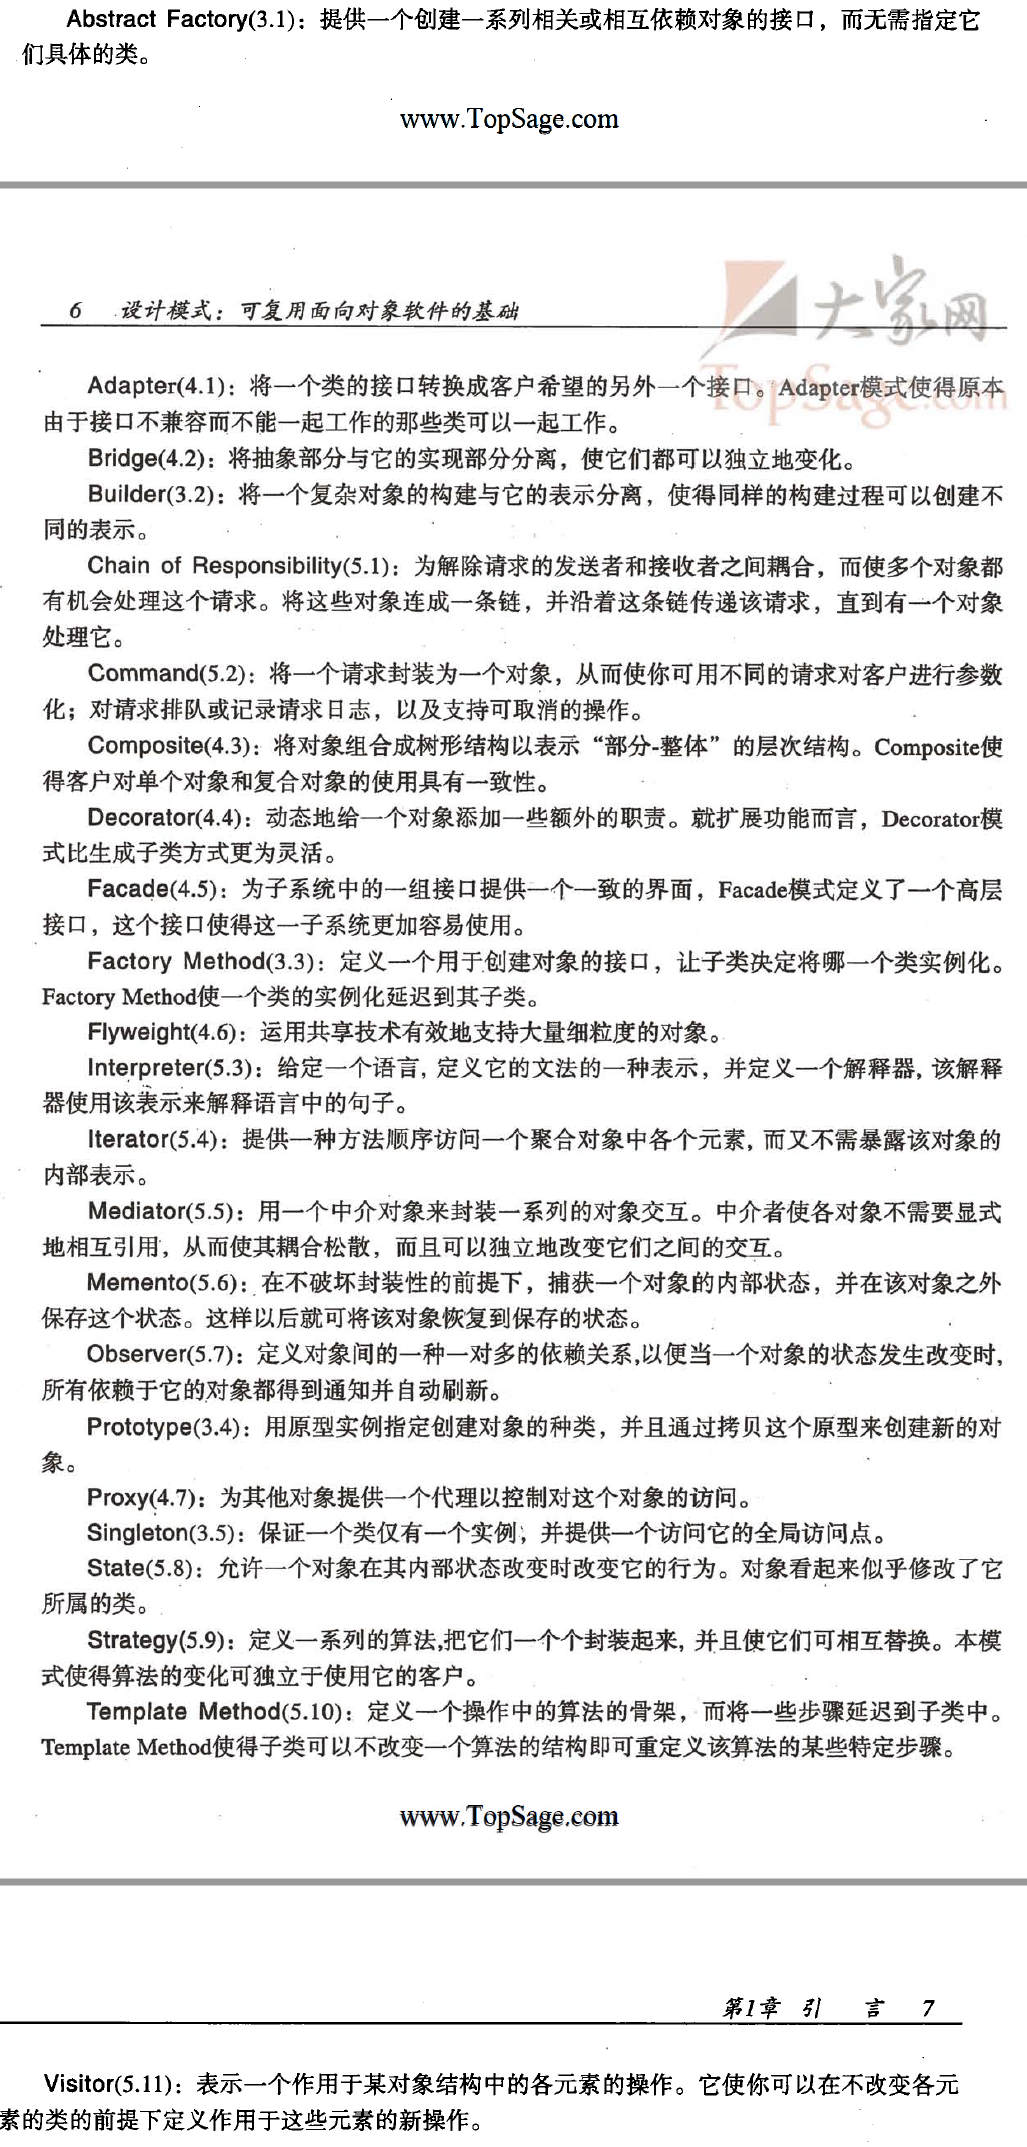 Abstract Factory(3.1)：提供一个创建一系列相关或相互依赖对象的接口，而无需指定它
们具体的类。
www.TopSage.com
6 设计模式：可复用面向对象软件的基础
大家网
TopSage.com
Adapter(4.1)：将一个类的接口转换成客户希望的另外一个接口。Adapter模式使得原本
由于接口不兼容而不能一起工作的那些类可以一起工作。
Bridge(4.2)：将抽象部分与它的实现部分分离，使它们都可以独立地变化。
Builder(3.2)：将一个复杂对象的构建与它的表示分离，使得同样的构建过程可以创建不
同的表示。
Chain of Responsibility(5.1)：为解除请求的发送者和接收者之间耦合，而使多个对象都
有机会处理这个请求。将这些对象连成一条链，并沿着这条链传递该请求，直到有一个对象
处理它。
Command(5.2)：将一个请求封装为一个对象，从而使你可用不同的请求对客户进行参数
化；对请求排队或记录请求日志，以及支持可取消的操作。
Composite(4.3)：将对象组合成树形结构以表示“部分-整体”的层次结构。Composite使
得客户对单个对象和复合对象的使用具有一致性。
Decorator(4.4)：动态地给一个对象添加一些额外的职责。就扩展功能而言，Decorator模
式比生成子类方式更为灵活。
Facade(4.5)：为子系统中的一组接口提供一个一致的界面，Facade模式定义了一个高层
接口，这个接口使得这一子系统更加容易使用。
Factory Method(3.3)：定义一个用于创建对象的接口，让子类决定将哪一个类实例化。
Factory Method使一个类的实例化延迟到其子类。
Flyweight(4.6)：运用共享技术有效地支持大量细粒度的对象。
Interpreter(5.3)：给定一个语言, 定义它的文法的一种表示，并定义一个解释器, 该解释
器使用该表示来解释语言中的句子。
Iterator(5.4)：提供一种方法顺序访问一个聚合对象中各个元素, 而又不需暴露该对象的
内部表示。
Mediator(5.5)：用一个中介对象来封装一系列的对象交互。中介者使各对象不需要显式
地相互引用，从而使其耦合松散，而且可以独立地改变它们之间的交互。
Memento(5.6)：在不破坏封装性的前提下，捕获一个对象的内部状态，并在该对象之外
保存这个状态。这样以后就可将该对象恢复到保存的状态。
Observer(5.7)：定义对象间的一种一对多的依赖关系,以便当一个对象的状态发生改变时,
所有依赖于它的对象都得到通知并自动刷新。
Prototype(3.4)：用原型实例指定创建对象的种类，并且通过拷贝这个原型来创建新的对
象。
Proxy(4.7)：为其他对象提供一个代理以控制对这个对象的访问。
Singleton(3.5)：保证一个类仅有一个实例，并提供一个访问它的全局访问点。
State(5.8)：允许一个对象在其内部状态改变时改变它的行为。对象看起来似乎修改了它
所属的类。
Strategy(5.9)：定义一系列的算法,把它们一个个封装起来, 并且使它们可相互替换。本模
式使得算法的变化可独立于使用它的客户。
Template Method(5.10)：定义一个操作中的算法的骨架，而将一些步骤延迟到子类中。
Template Method使得子类可以不改变一个算法的结构即可重定义该算法的某些特定步骤。
www.TopSage.com
第1章 引 言 7
Visitor(5.11)：表示一个作用于某对象结构中的各元素的操作。它使你可以在不改变各元
素的类的前提下定义作用于这些元素的新操作。